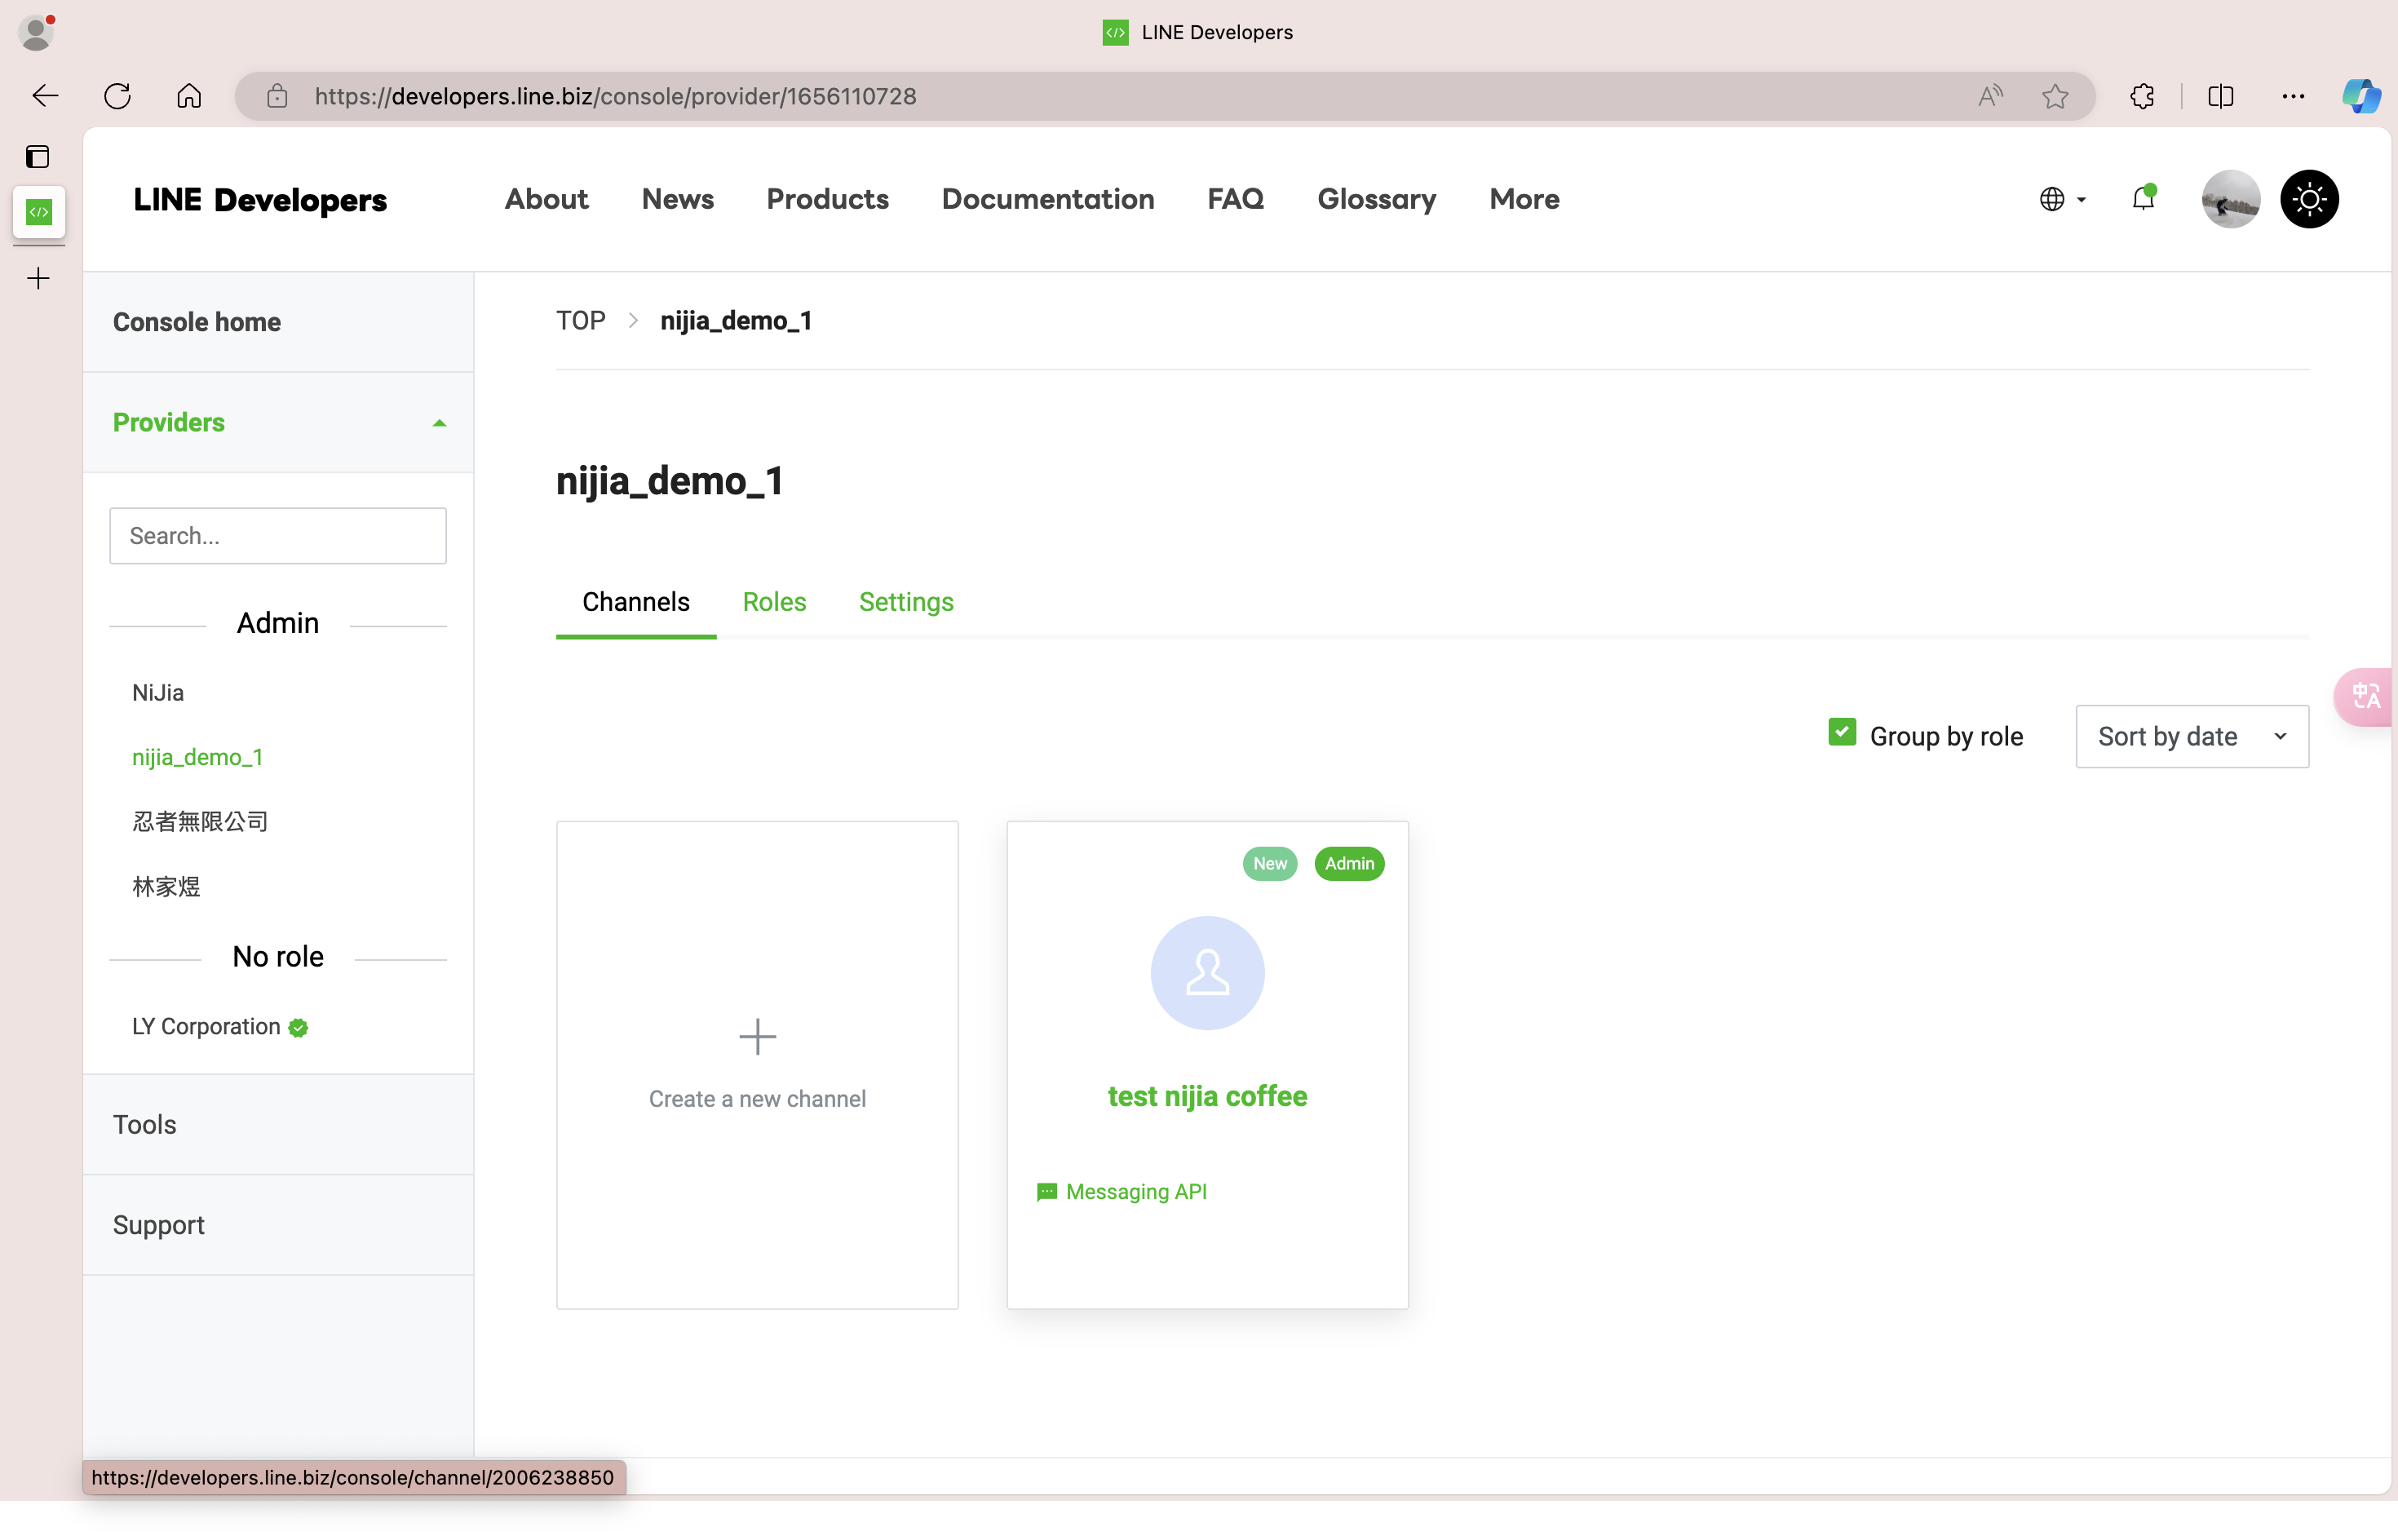 LINE Developers
https://developers.line.biz/console/provider/1656110728
LINE Developers
About
News
Products
Documentation
FAQ
Glossary
More
Console home
Providers
Search...
Admin
NiJia
nijia_demo_1
忍者無限公司
林家煜
No role
LY Corporation
Tools
Support
TOP
nijia_demo_1
nijia_demo_1
Channels
Roles
Settings
Group by role
Sort by date
Create a new channel
New
Admin
test nijia coffee
Messaging API
https://developers.line.biz/console/channel/2006238850